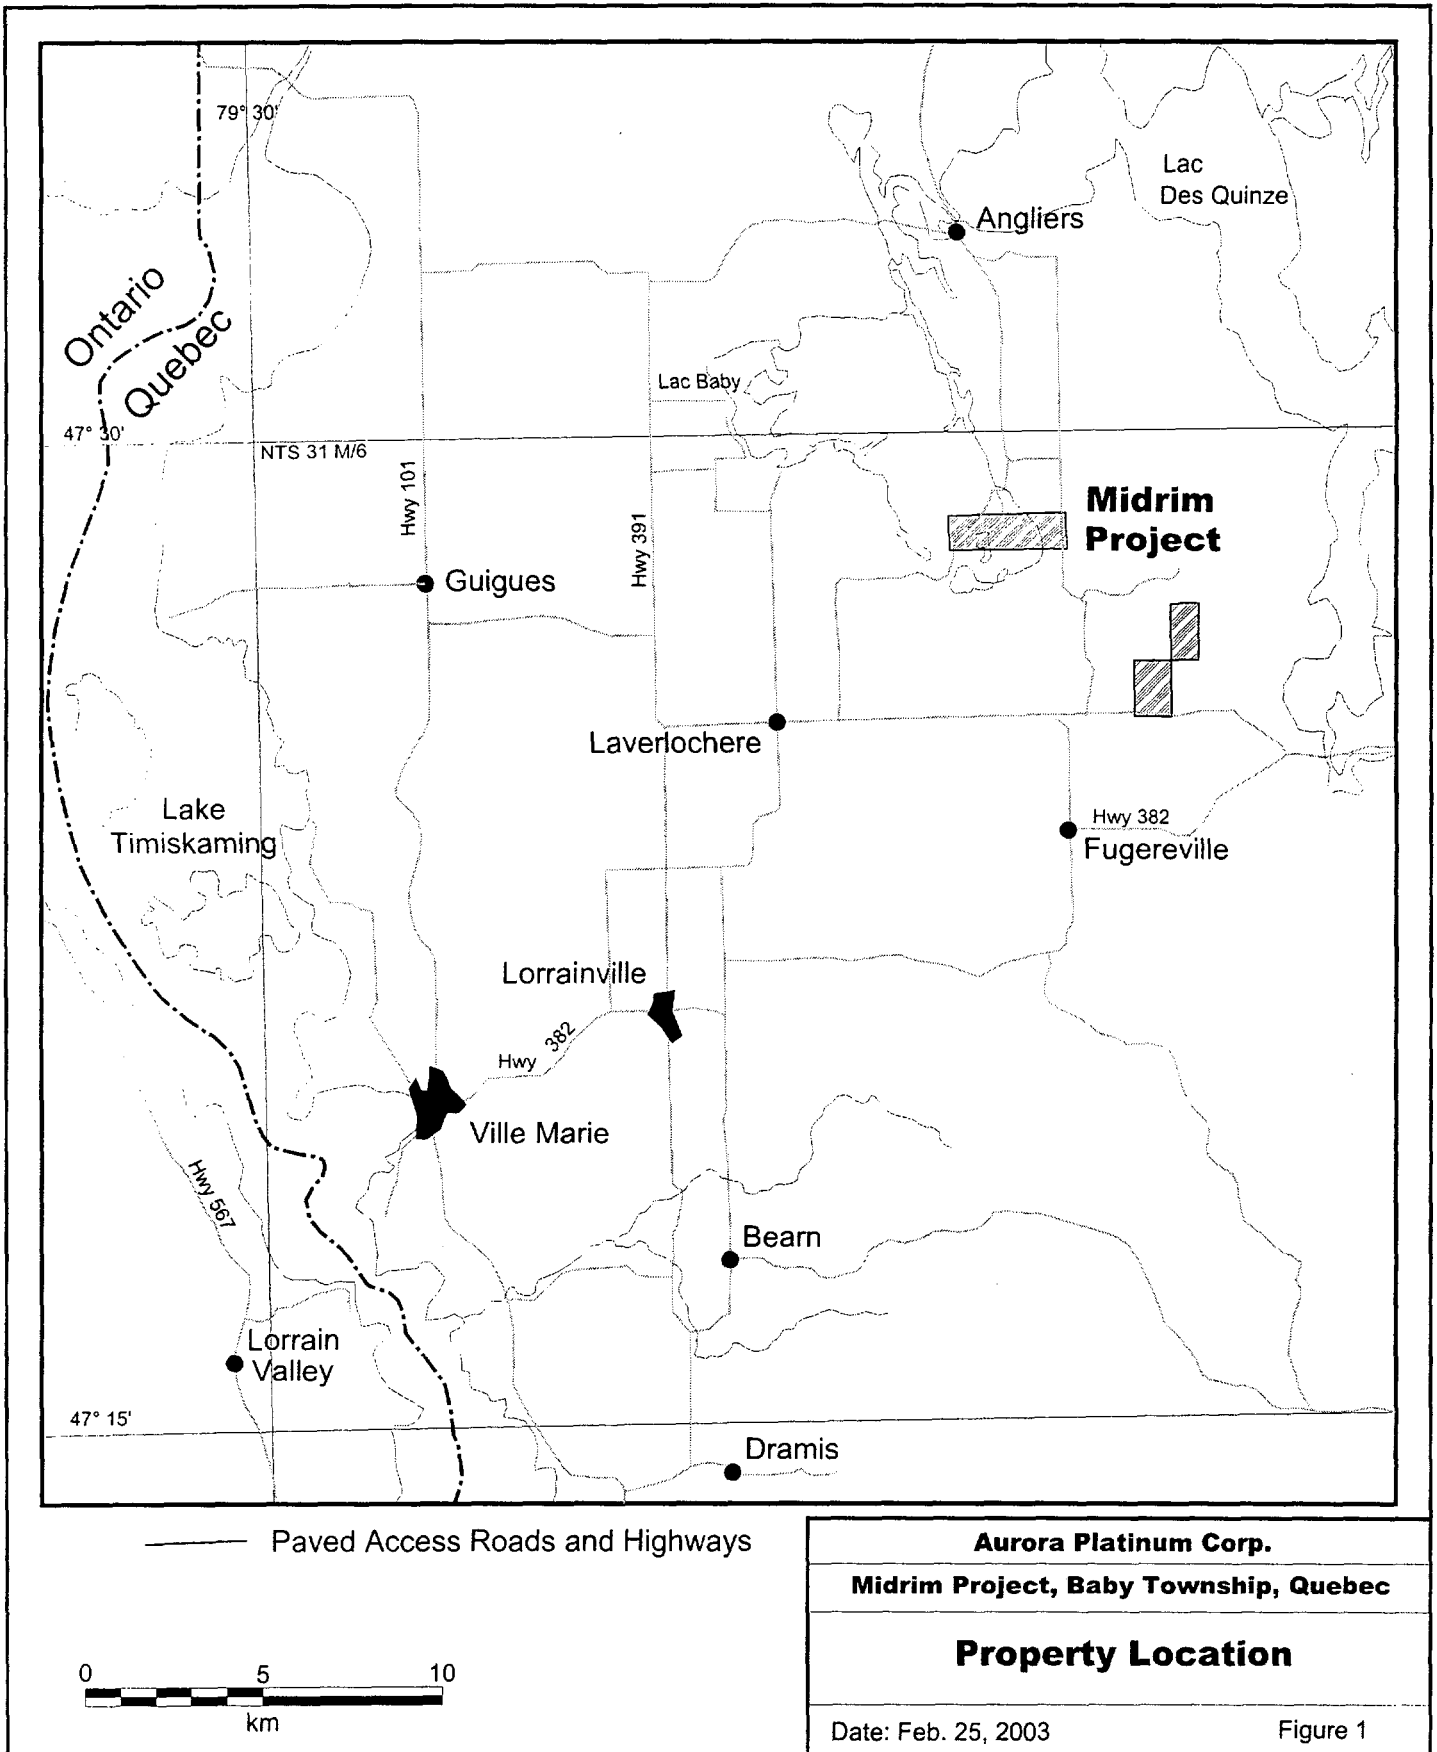 79° 30'
Lac
Des Quinze
Angliers
Ontario
Quebec
Lac Baby
47° 30'
NTS 31 M/6
Hwy 101
Hwy 391
Midrim
Project
Guigues
Laverlochere
Lake
Timiskaming
Hwy 382
Fugereville
Lorrainville
Hwy 382
Ville Marie
Hwy 567
Bearn
Lorrain
Valley
47° 15'
Dramis
Paved Access Roads and Highways
0 5 10
km
Aurora Platinum Corp.
Midrim Project, Baby Township, Quebec
Property Location
Date: Feb. 25, 2003 Figure 1